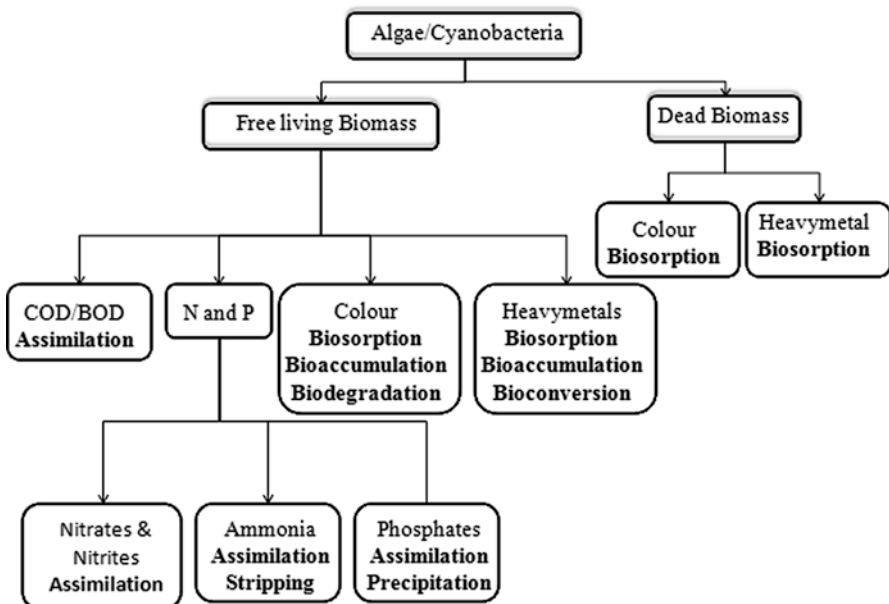 Algae/Cyanobacteria
Free living Biomass
Dead Biomass
Colour
Biosorption
Heavymetal
Biosorption
COD/BOD
Assimilation
N and P
Colour
Biosorption
Bioaccumulation
Biodegradation
Heavymetals
Biosorption
Bioaccumulation
Bioconversion
Nitrates &
Nitrites
Assimilation
Ammonia
Assimilation
Stripping
Phosphates
Assimilation
Precipitation